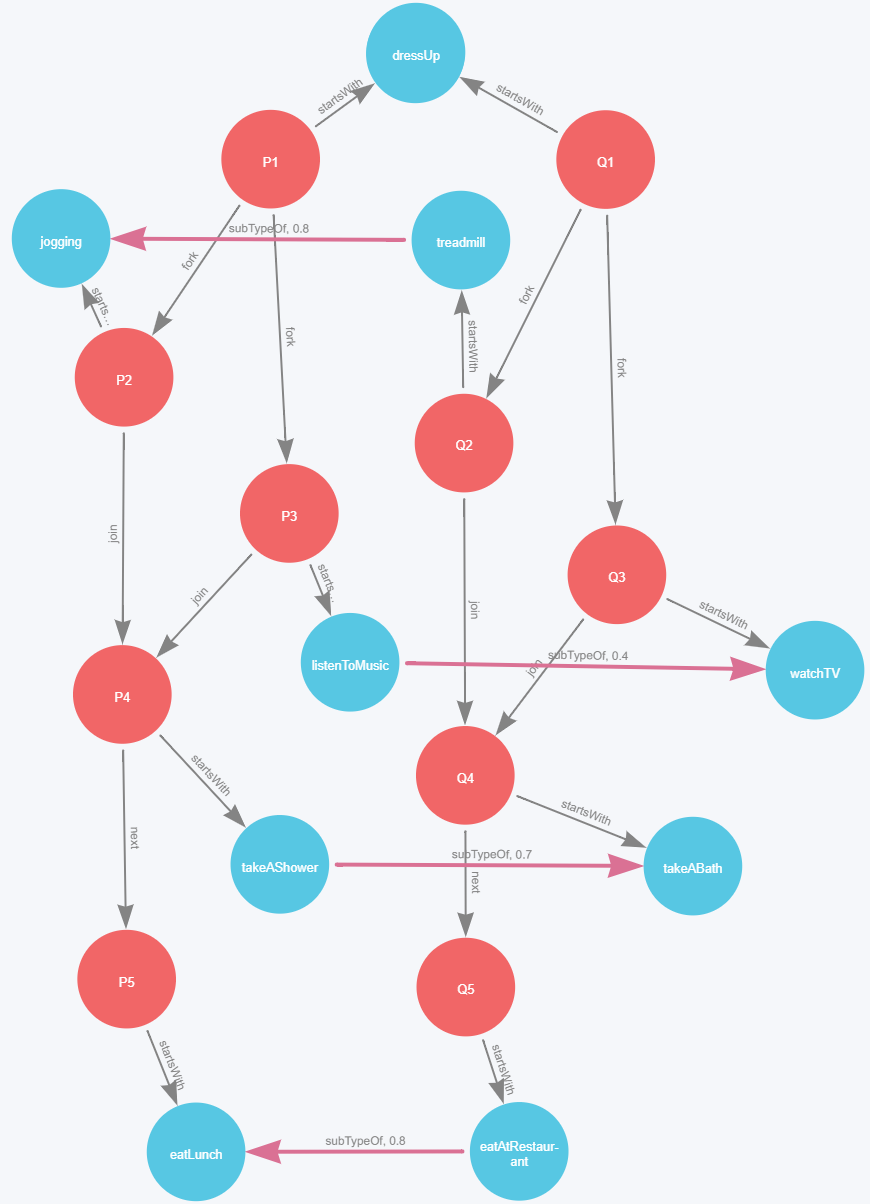 dressUp
startsWith
startsWith
P1
Q1
subTypeOf, 0.8
jogging
treadmill
fork
starts...
fork
fork
startsWith
fork
P2
Q2
P3
join
starts...
Q3
join
join
startsWith
listenToMusic
subTypeOf, 0.4
join
watchTV
P4
startsWith
Q4
startsWith
next
takeAShower
subTypeOf, 0.7
takeABath
next
P5
Q5
startsWith
startsWith
eatLunch
subTypeOf, 0.8
eatAtRestaur-
ant